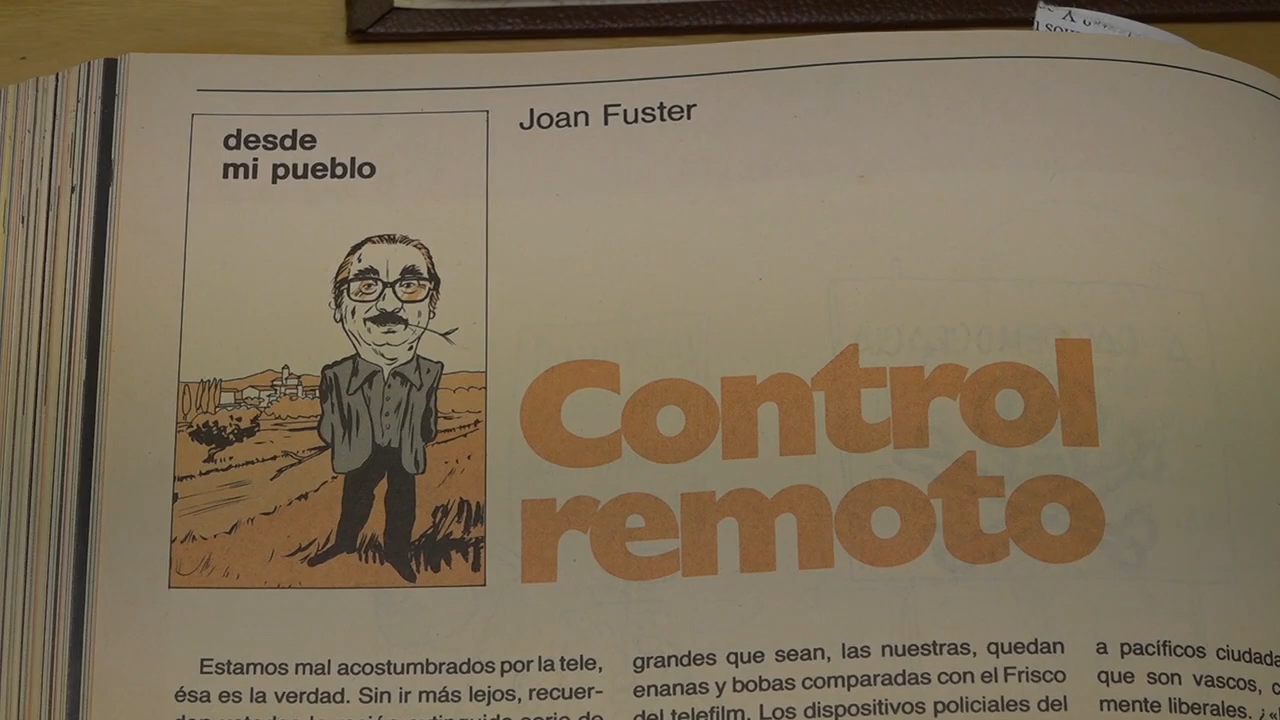 desde
mi pueblo
Joan Fuster
Control
remoto
Estamos mal acostumbrados por la tele,
ésa es la verdad. Sin ir más lejos, recuer-
grandes que sean, las nuestras, quedan
enanas y bobas comparadas con el Frisco
del telefilm. Los dispositivos policiales del
a pacíficos
que son vascos,
mente liberales.